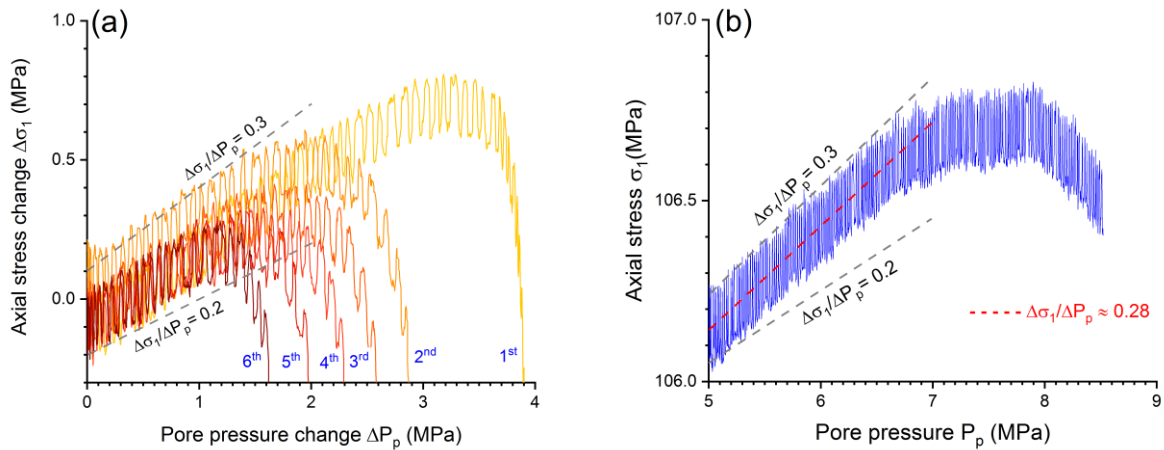 (a)
Axial stress change Δσ₁ (MPa)
1.0
0.5
0.0
Δσ₁/ΔPₚ = 0.3
Δσ₁/ΔPₚ = 0.2
6ᵗʰ 5ᵗʰ 4ᵗʰ 3ʳᵈ 2ⁿᵈ 1ˢᵗ
0 1 2 3 4
Pore pressure change ΔPₚ (MPa)
(b)
Axial stress σ₁(MPa)
107.0
106.5
106.0
Δσ₁/ΔPₚ = 0.3
Δσ₁/ΔPₚ = 0.2
Δσ₁/ΔPₚ ≈ 0.28
5 6 7 8 9
Pore pressure Pₚ (MPa)